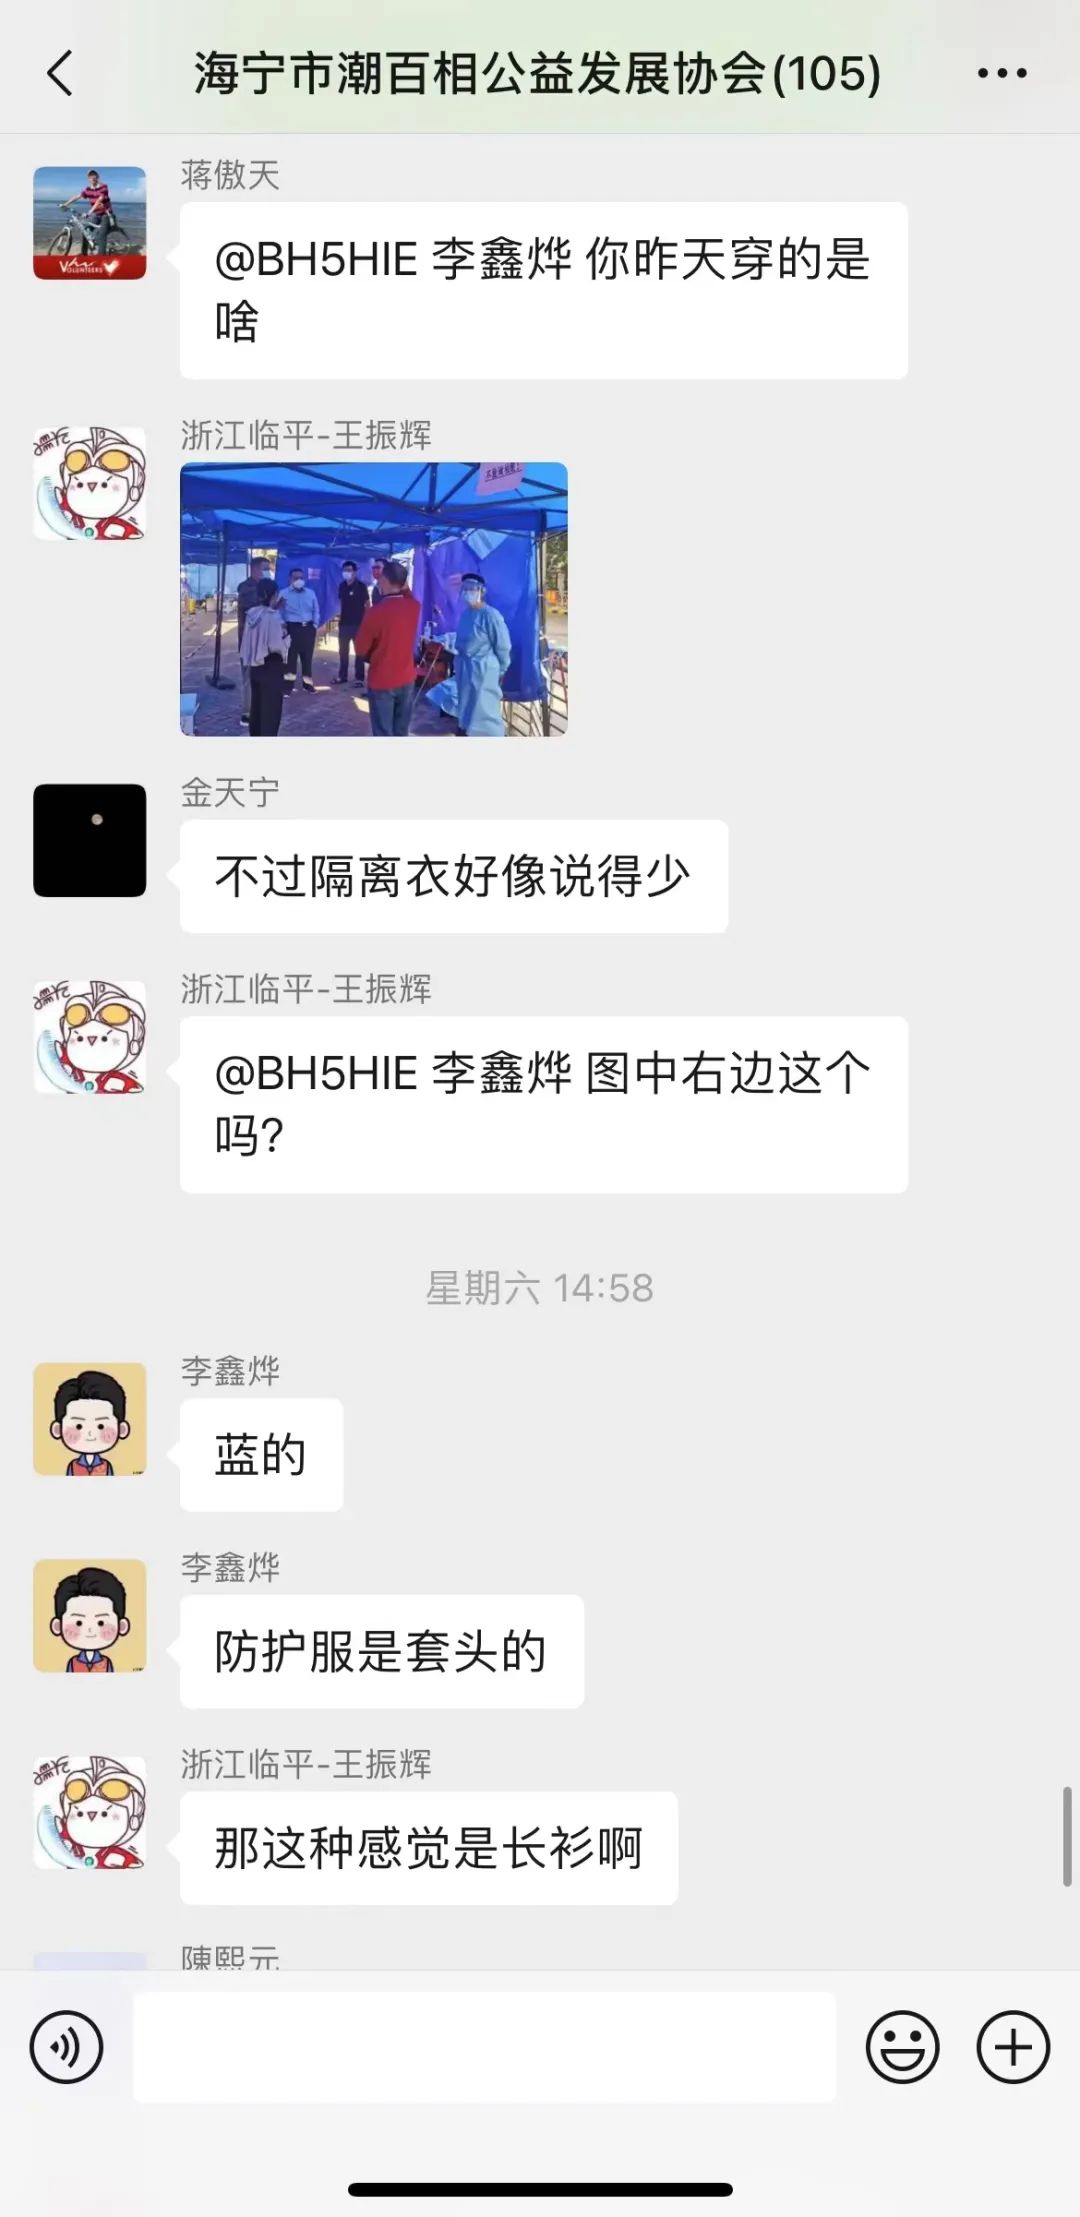 海宁市潮百相公益发展协会(105)
蒋傲天
@BH5HIE 李鑫烨 你昨天穿的是
啥
VOLUNTEERS
浙江临平-王振辉
金天宁
不过隔离衣好像说得少
浙江临平-王振辉
@BH5HIE 李鑫烨 图中右边这个
吗?
星期六 14:58
李鑫烨
蓝的
李鑫烨
防护服是套头的
浙江临平-王振辉
那这种感觉是长衫啊
陳熙元